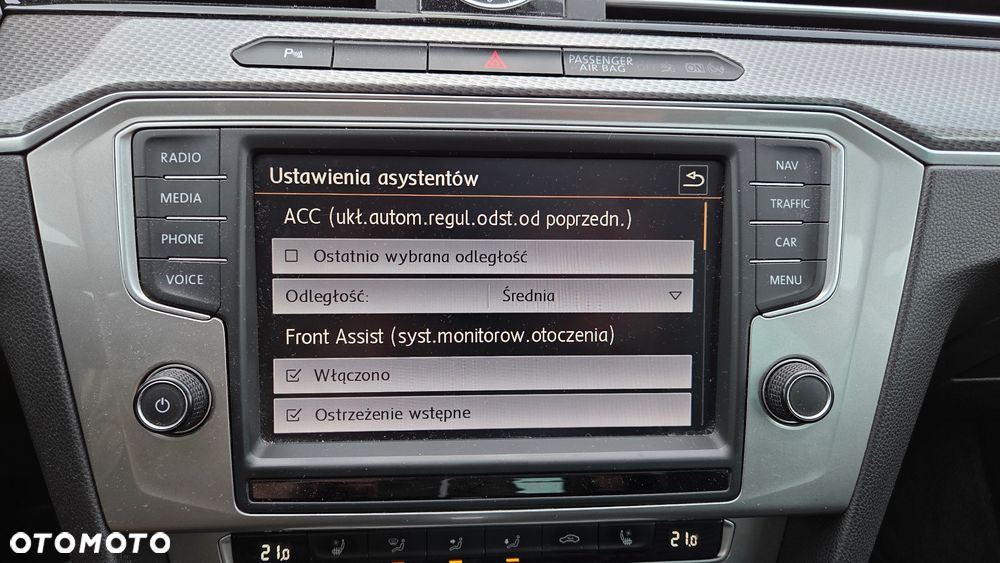 P
PASSENGER
AIR BAG
ON
RADIO
MEDIA
PHONE
VOICE
NAV
TRAFFIC
CAR
MENU
Ustawienia asystentów
ACC (ukł.autom.regul.odst.od poprzedn.)
Ostatnio wybrana odległość
Odległość: Średnia
Front Assist (syst.monitorow.otoczenia)
Włączono
Ostrzeżenie wstępne
21.0
21.0
OTOMOTO